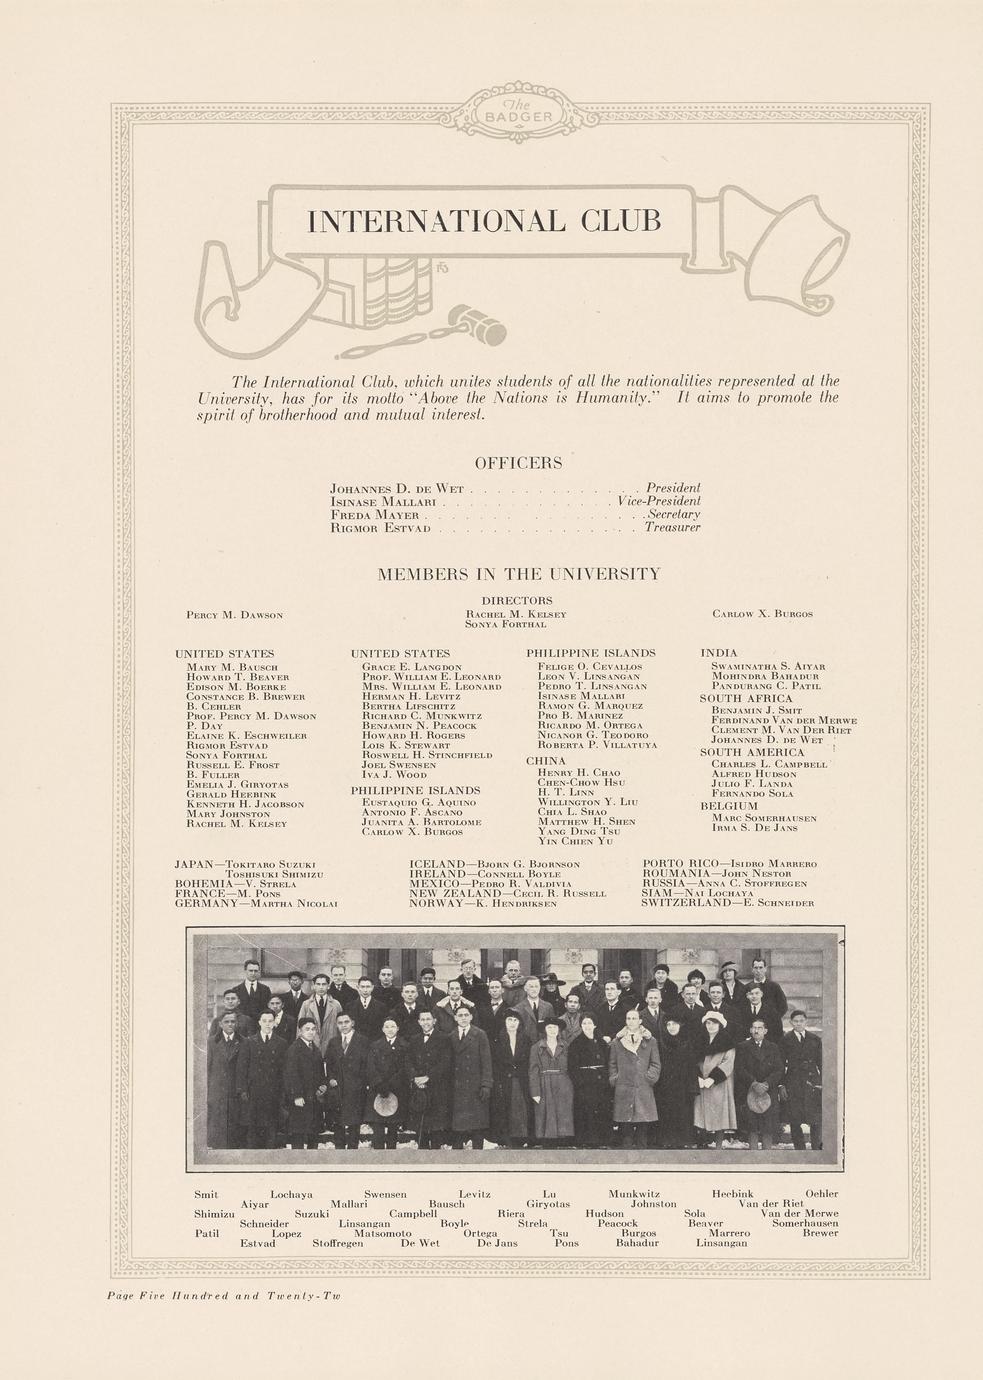 The
BADGER
INTERNATIONAL CLUB
The International Club, which unites students of all the nationalities represented at the
University, has for its motto “Above the Nations is Humanity.” It aims to promote the
spirit of brotherhood and mutual interest.
OFFICERS
Johannes D. de Wet . . . . . . . . . . . . President
Isinase Mallari . . . . . . . . . . . . Vice-President
Freda Mayer . . . . . . . . . . . . . Secretary
Rigmor Estvad . . . . . . . . . . . . Treasurer
MEMBERS IN THE UNIVERSITY
DIRECTORS
Percy M. Dawson Rachel M. Kelsey Carlow X. Burgos
Sonya Forthal
UNITED STATES
Mary M. Bausch
Howard T. Beaver
Edison M. Boerke
Constance B. Brewer
B. Cehler
Prof. Percy M. Dawson
P. Day
Elaine K. Eschweiler
Rigmor Estvad
Sonya Forthal
Russell E. Frost
B. Fuller
Emelia J. Giryotas
Gerald Heebink
Kenneth H. Jacobson
Mary Johnston
Rachel M. Kelsey
UNITED STATES
Grace E. Langdon
Prof. William E. Leonard
Mrs. William E. Leonard
Herman H. Levitz
Bertha Lifschitz
Richard C. Munkwitz
Benjamin N. Peacock
Howard H. Rogers
Lois K. Stewart
Roswell H. Stinchfield
Joel Swensen
Iva J. Wood
PHILIPPINE ISLANDS
Eustaquio G. Aquino
Antonio F. Ascano
Juanita A. Bartolome
Carlow X. Burgos
PHILIPPINE ISLANDS
Felige O. Cevallos
Leon V. Linsangan
Pedro T. Linsangan
Isinase Mallari
Ramon G. Marquez
Pro B. Marinez
Ricardo M. Ortega
Nicanor G. Teodoro
Roberta P. Villatuya
CHINA
Henry H. Chao
Chen-Chow Hsu
H. T. Linn
Willington Y. Liu
Chia L. Shao
Matthew H. Shen
Yang Ding Tsu
Yin Chien Yu
INDIA
Swaminatha S. Aiyar
Mohindra Bahadur
Pandurang C. Patil
SOUTH AFRICA
Benjamin J. Smit
Ferdinand Van der Merwe
Clement M. Van Der Riet
Johannes D. de Wet
SOUTH AMERICA
Charles L. Campbell
Alfred Hudson
Julio F. Landa
Fernando Sola
BELGIUM
Marc Somerhausen
Irma S. De Jans
JAPAN—Tokitaro Suzuki
Toshisuki Shimizu
BOHEMIA—V. Strela
FRANCE—M. Pons
GERMANY—Martha Nicolai
ICELAND—Bjorn G. Bjornson
IRELAND—Connell Boyle
MEXICO—Pedro R. Valdivia
NEW ZEALAND—Cecil R. Russell
NORWAY—K. Hendriksen
PORTO RICO—Isidro Marrero
ROUMANIA—John Nestor
RUSSIA—Anna C. Stoffregen
SIAM—Nai Lochaya
SWITZERLAND—E. Schneider
Smit Lochaya Swensen Levitz Lu Munkwitz Heebink Oehler
Aiyar Mallari Bausch Giryotas Johnston Van der Riet
Shimizu Suzuki Campbell Riera Hudson Sola Van der Merwe
Schneider Linsangan Boyle Strela Peacock Beaver Somerhausen
Patil Lopez Matsomoto Ortega Tsu Burgos Marrero Brewer
Estvad Stoffregen De Wet De Jans Pons Bahadur Linsangan
Page Five Hundred and Twenty-Tw